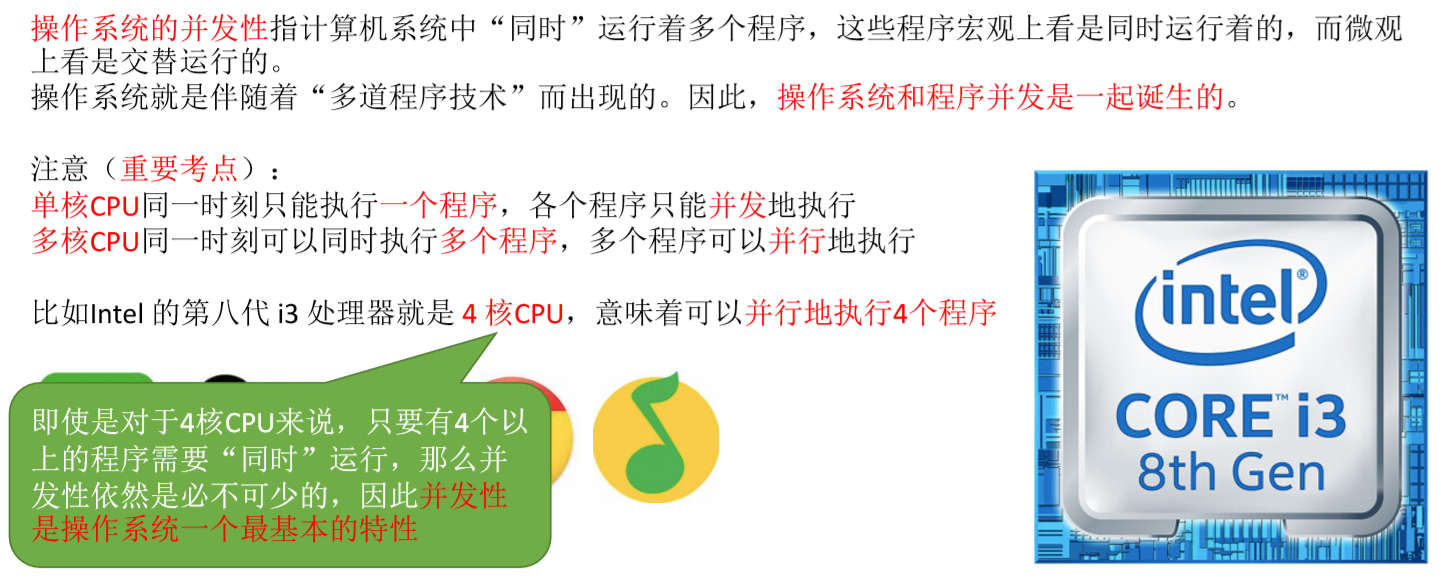 操作系统的并发性指计算机系统中“同时”运行着多个程序，这些程序宏观上看是同时运行着的，而微观
上看是交替运行的。
操作系统就是伴随着“多道程序技术”而出现的。因此，操作系统和程序并发是一起诞生的。
注意（重要考点）：
单核CPU同一时刻只能执行一个程序，各个程序只能并发地执行
多核CPU同一时刻可以同时执行多个程序，多个程序可以并行地执行
比如Intel 的第八代 i3 处理器就是 4 核CPU，意味着可以并行地执行4个程序
即使是对于4核CPU来说，只要有4个以
上的程序需要“同时”运行，那么并
发性依然是必不可少的，因此并发性
是操作系统一个最基本的特性
intel®
CORE™ i3
8th Gen